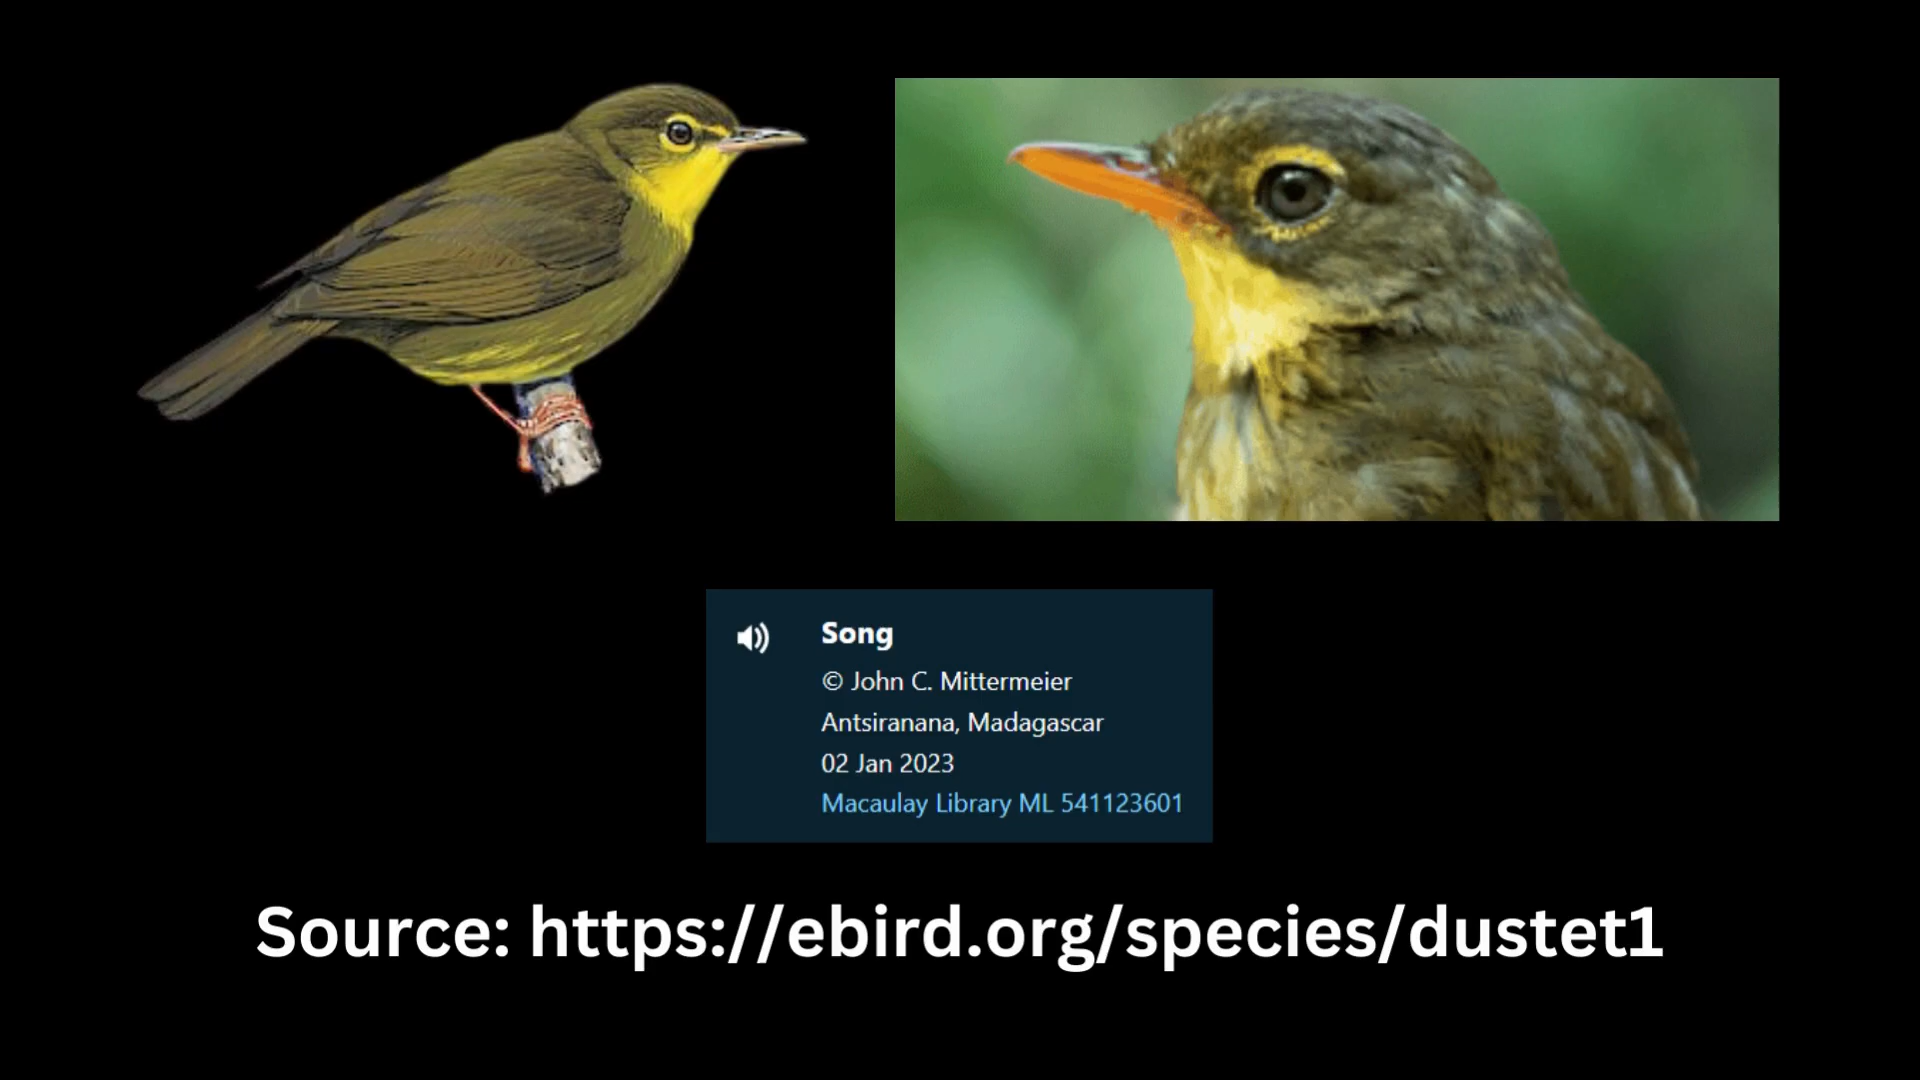 Song
© John C. Mittermeier
Antsiranana, Madagascar
02 Jan 2023
Macaulay Library ML 541123601
Source: https://ebird.org/species/dustet1